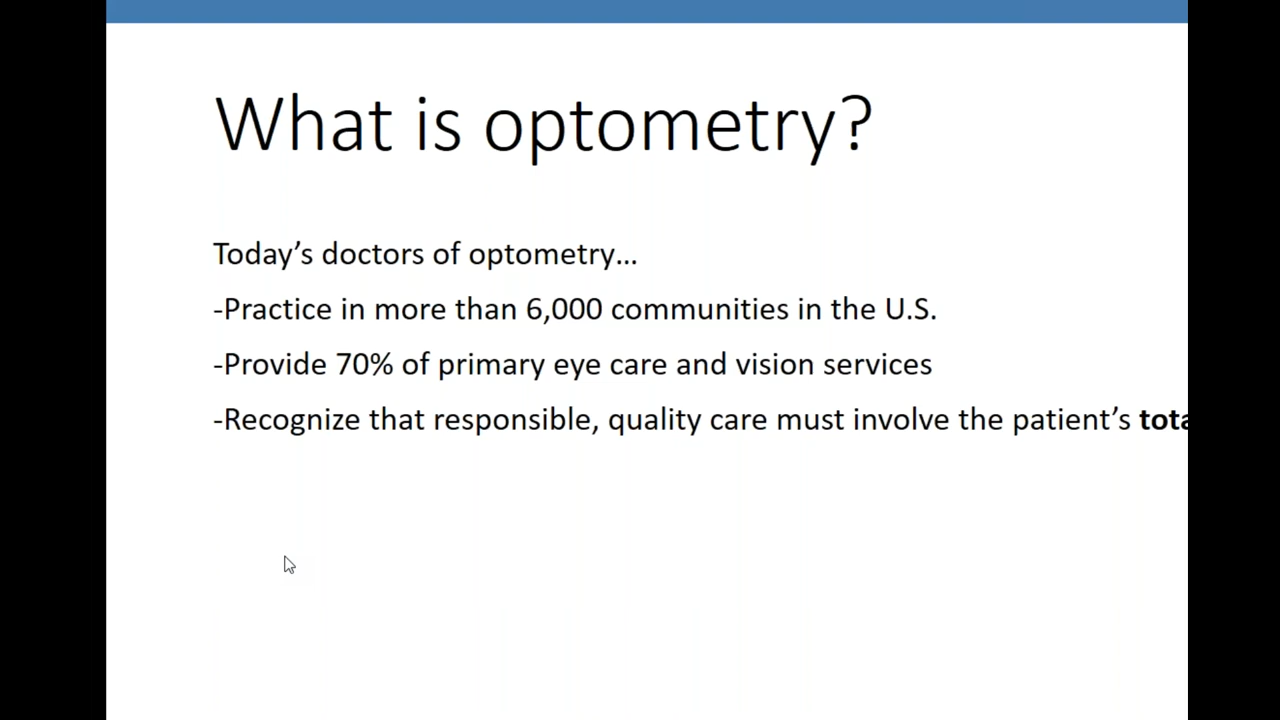 What is optometry?
Today’s doctors of optometry...
-Practice in more than 6,000 communities in the U.S.
-Provide 70% of primary eye care and vision services
-Recognize that responsible, quality care must involve the patient’s